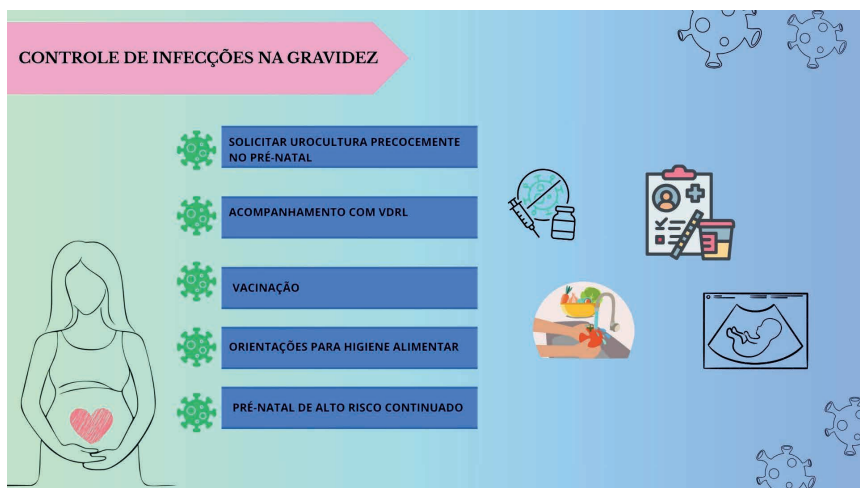 CONTROLE DE INFECÇÕES NA GRAVIDEZ
SOLICITAR UROCULTURA PRECOCEMENTE
NO PRÉ-NATAL
ACOMPANHAMENTO COM VDRL
VACINAÇÃO
ORIENTAÇÕES PARA HIGIENE ALIMENTAR
PRÉ-NATAL DE ALTO RISCO CONTINUADO